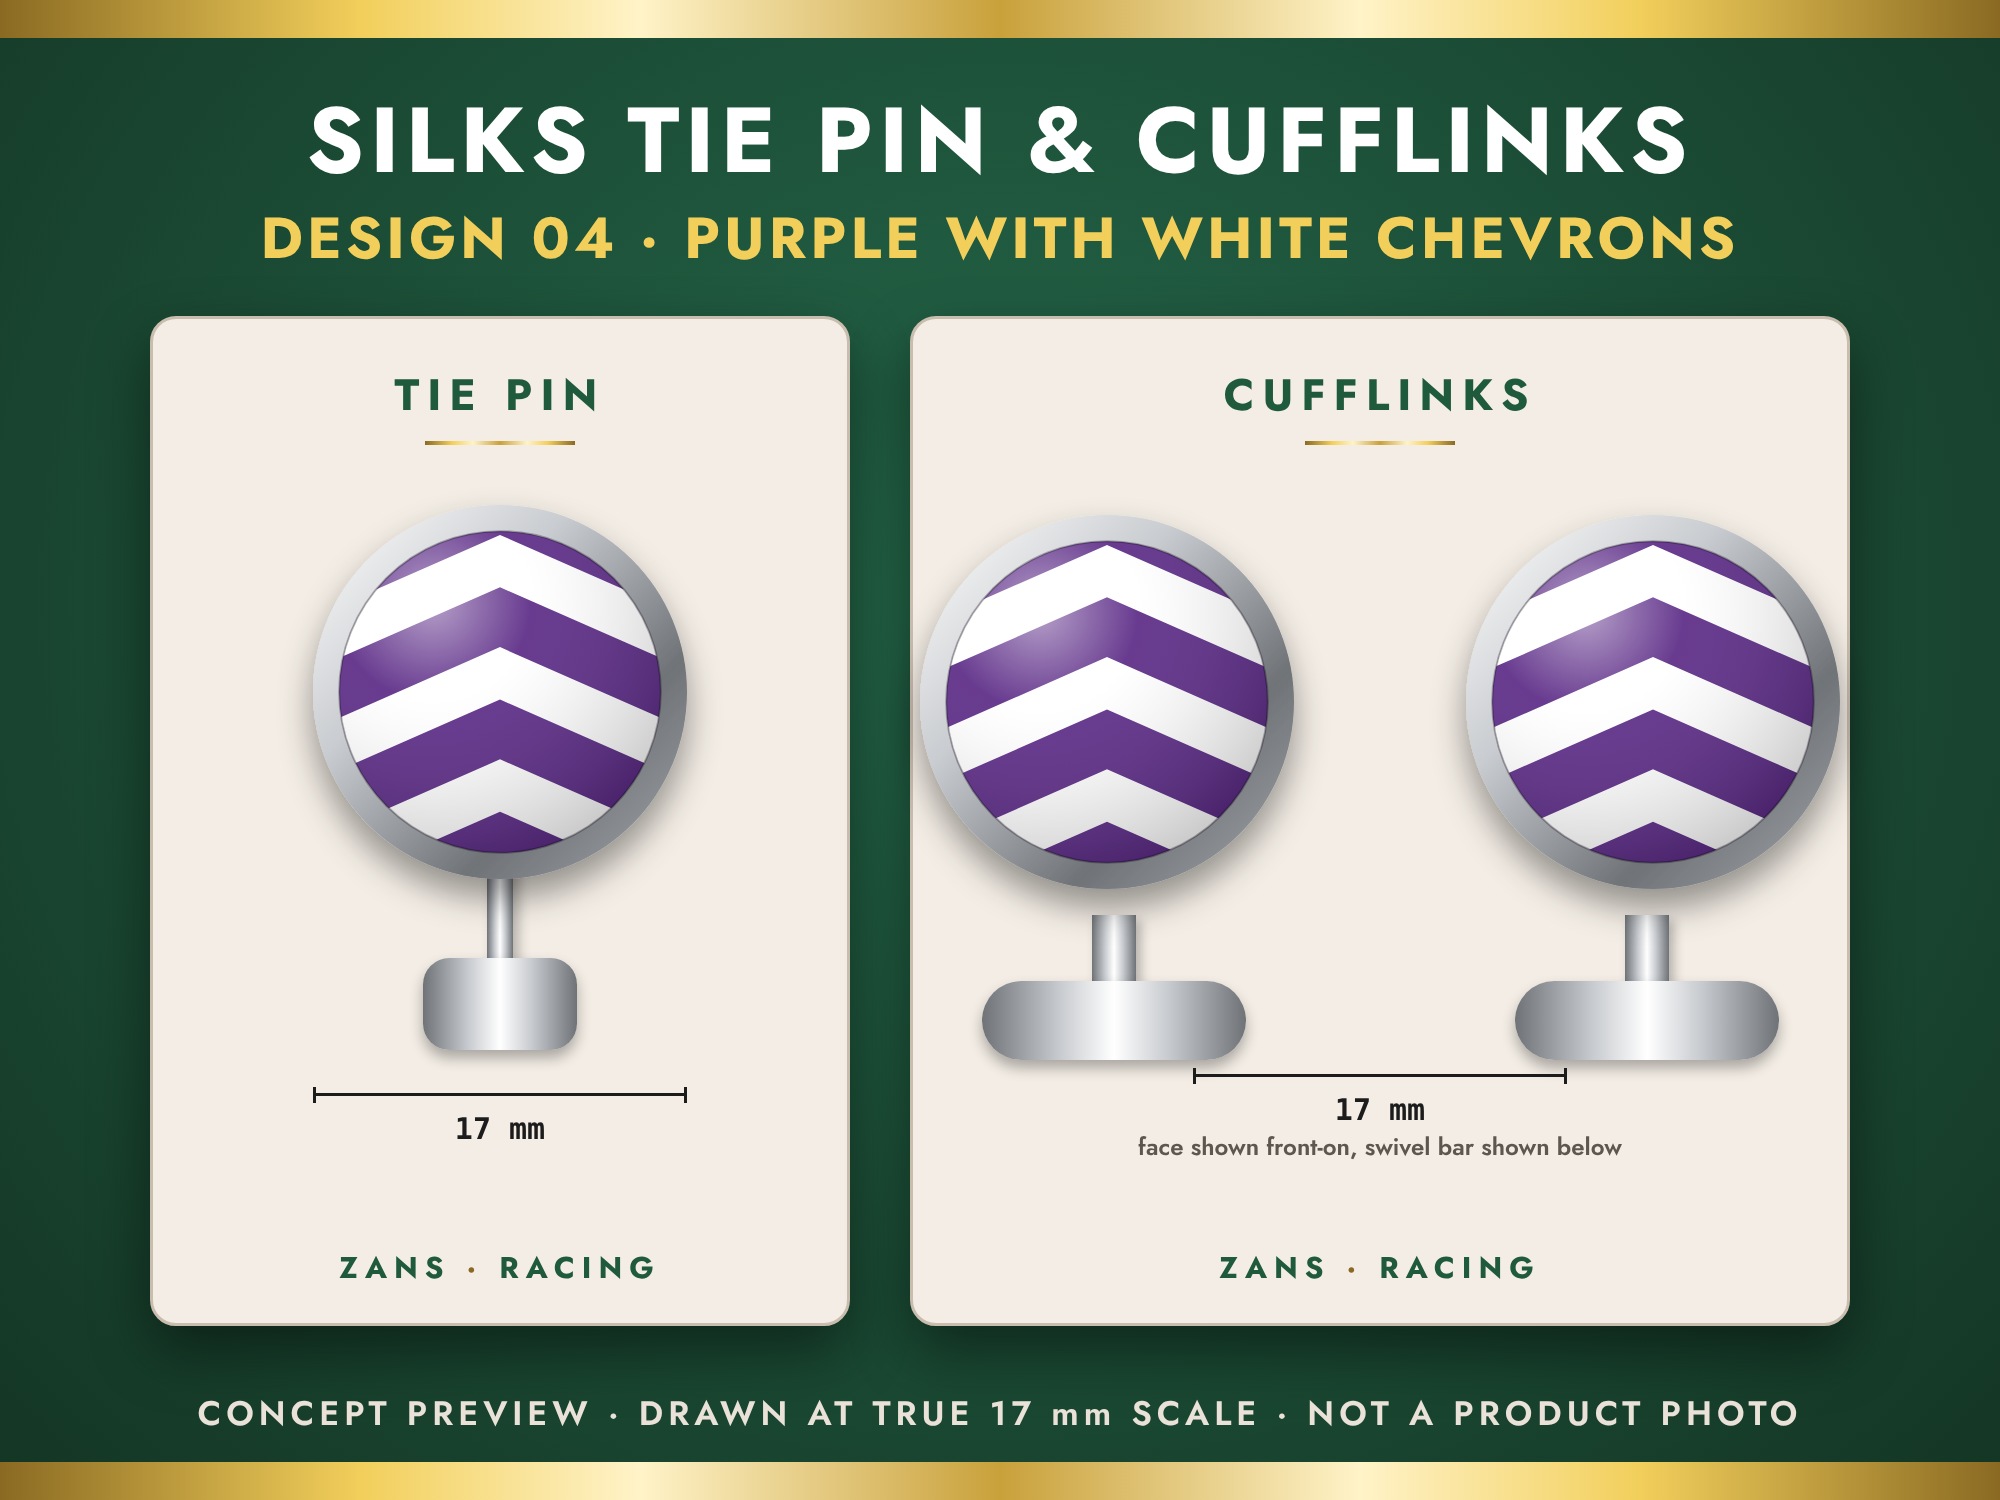 SILKS TIE PIN & CUFFLINKS
DESIGN 04 · PURPLE WITH WHITE CHEVRONS
TIE PIN
17 mm
ZANS · RACING
CUFFLINKS
17 mm
face shown front-on, swivel bar shown below
ZANS · RACING
CONCEPT PREVIEW · DRAWN AT TRUE 17 mm SCALE · NOT A PRODUCT PHOTO